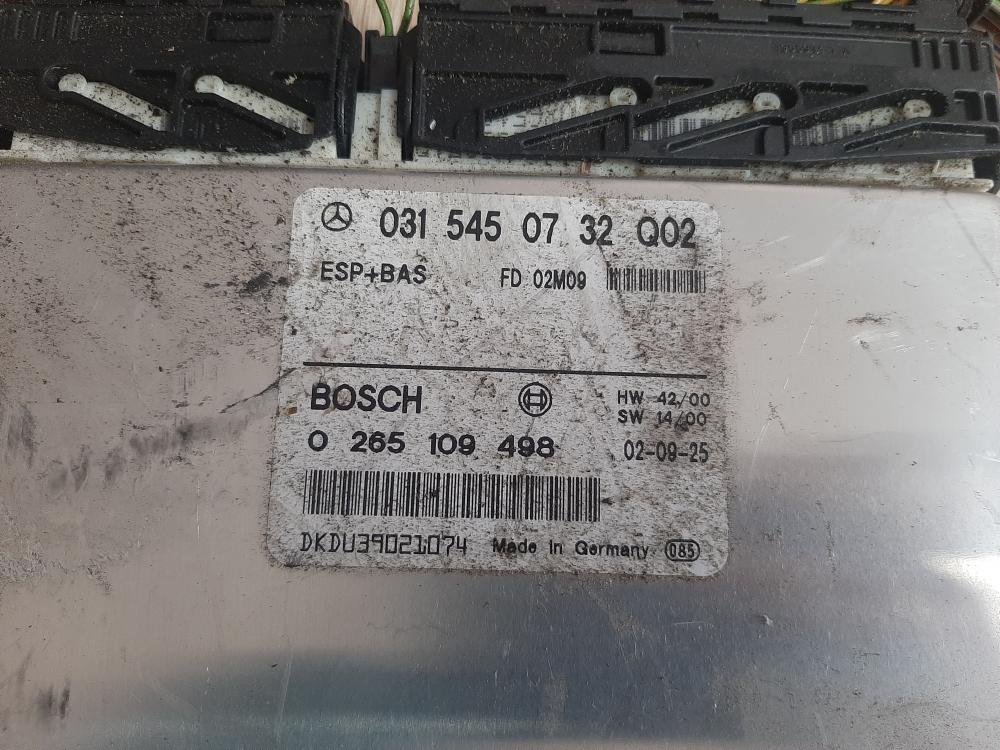 031 545 07 32 Q02
ESP+BAS FD 02M09
BOSCH HW 42/00
SW 14/00
0 265 109 498 02-09-25
DKDU39021074 Made in Germany 085